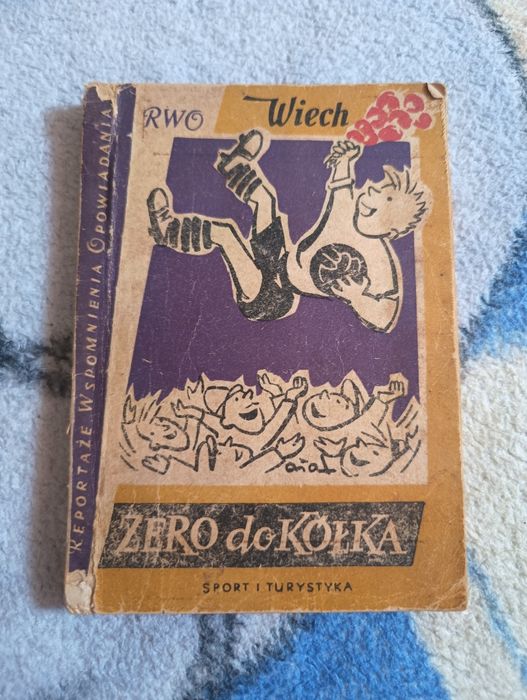 RWO
Wiech
REPORTAŻE WSPOMNIENIA OPOWIADANIA
ZERO do KÓŁKA
SPORT I TURYSTYKA